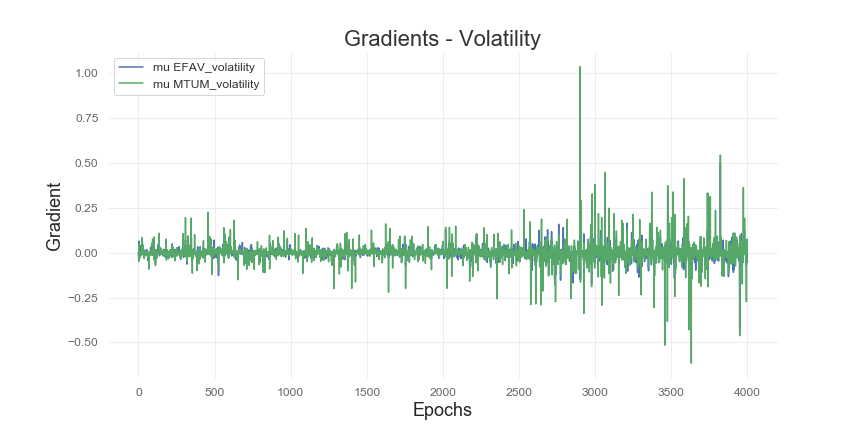 Gradients - Volatility
mu EFAV_volatility
mu MTUM_volatility
1.00
0.75
0.50
0.25
0.00
−0.25
−0.50
Gradient
0 500 1000 1500 2000 2500 3000 3500 4000
Epochs